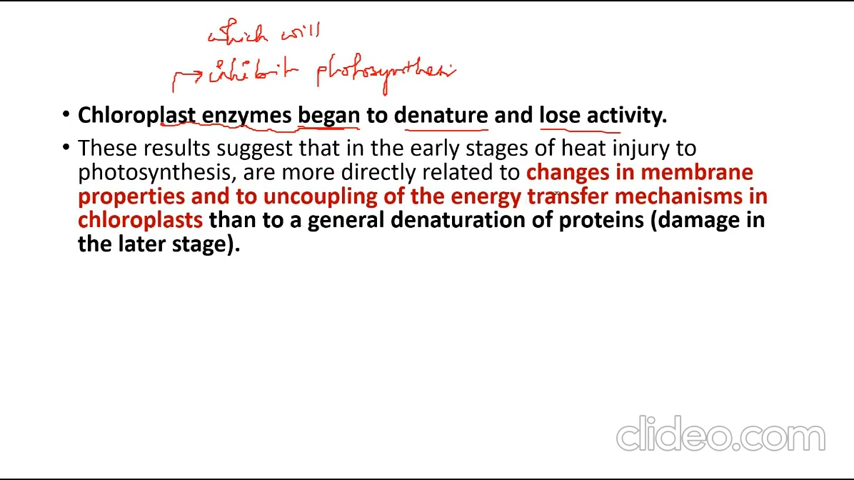 which will
→ inhibit photosynthesis
• Chloroplast enzymes began to denature and lose activity.
• These results suggest that in the early stages of heat injury to
photosynthesis, are more directly related to changes in membrane
properties and to uncoupling of the energy transfer mechanisms in
chloroplasts than to a general denaturation of proteins (damage in
the later stage).
clideo.com